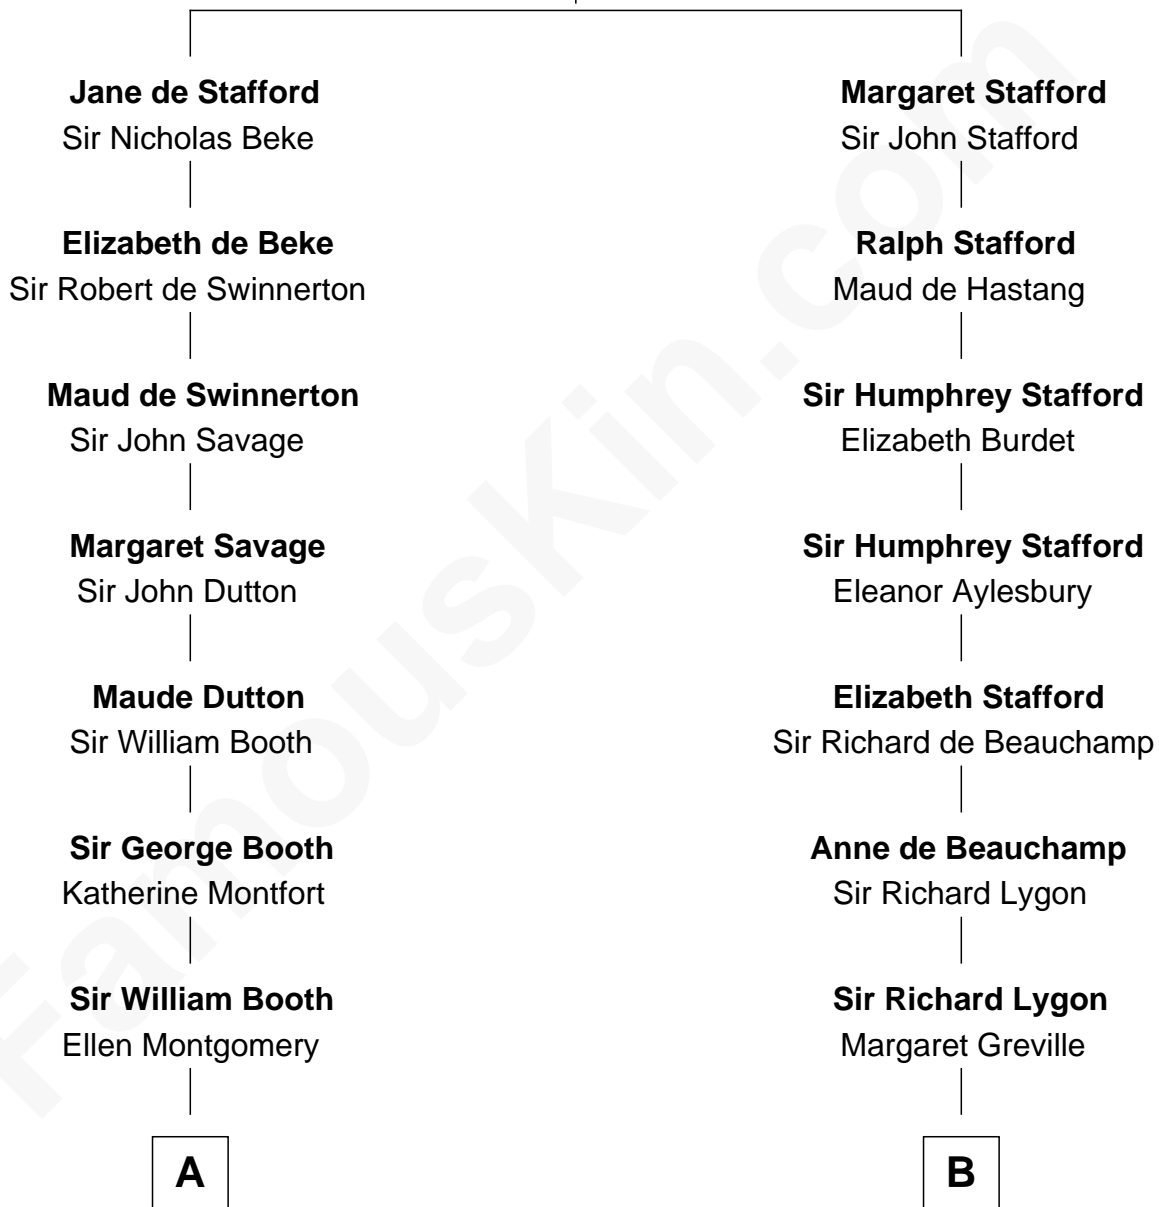 Jane de Stafford
Sir Nicholas Beke
Elizabeth de Beke
Sir Robert de Swinnerton
Maud de Swinnerton
Sir John Savage
Margaret Savage
Sir John Dutton
Maude Dutton
Sir William Booth
Sir George Booth
Katherine Montfort
Sir William Booth
Ellen Montgomery
A
Margaret Stafford
Sir John Stafford
Ralph Stafford
Maud de Hastang
Sir Humphrey Stafford
Elizabeth Burdet
Sir Humphrey Stafford
Eleanor Aylesbury
Elizabeth Stafford
Sir Richard de Beauchamp
Anne de Beauchamp
Sir Richard Lygon
Sir Richard Lygon
Margaret Greville
B
FamousKin.com